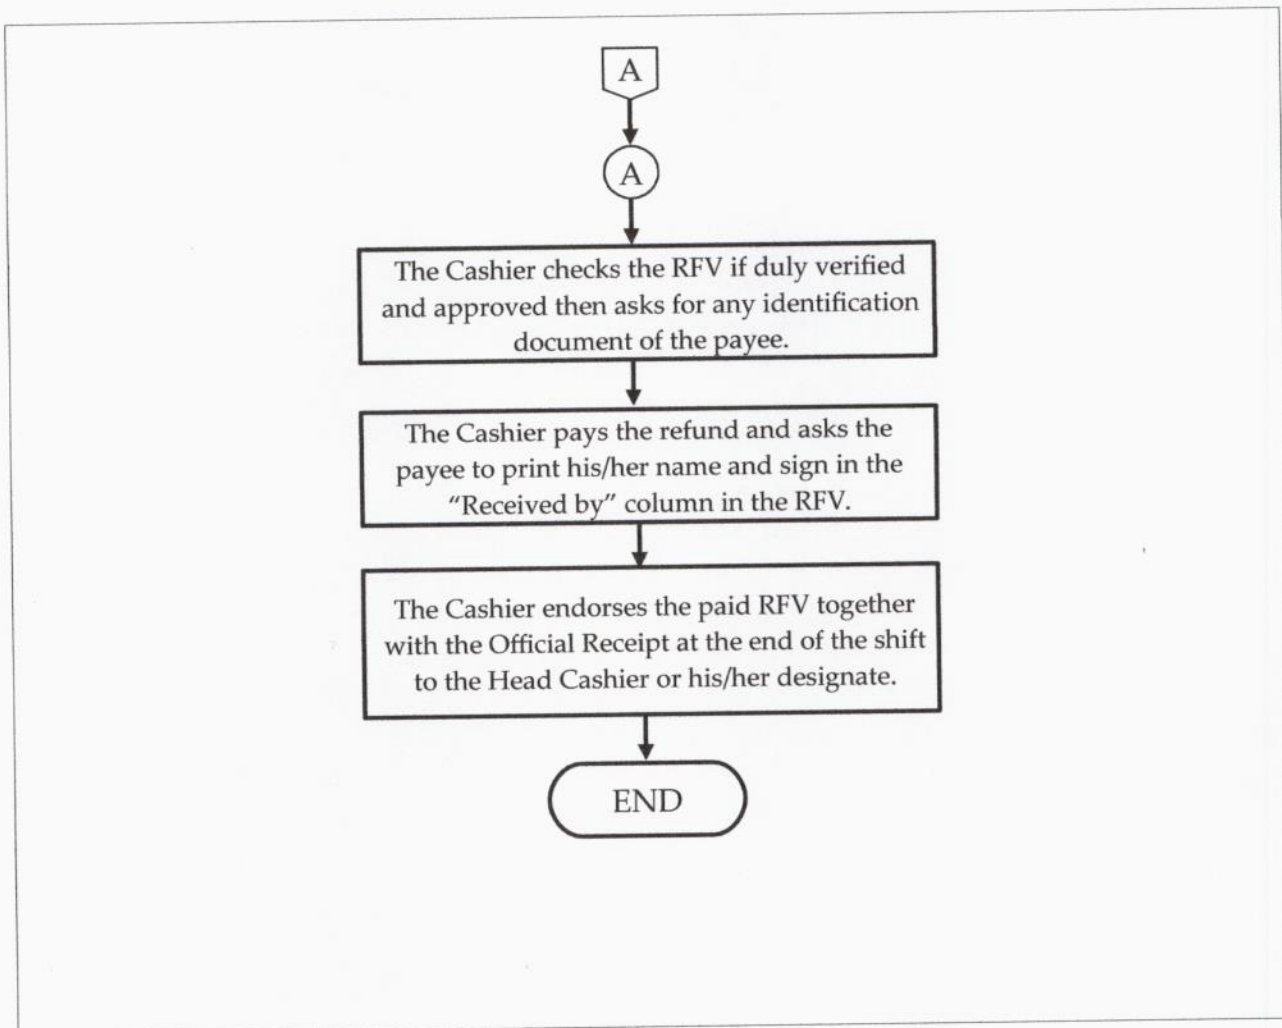 A
A
The Cashier checks the RFV if duly verified
and approved then asks for any identification
document of the payee.
The Cashier pays the refund and asks the
payee to print his/her name and sign in the
“Received by” column in the RFV.
The Cashier endorses the paid RFV together
with the Official Receipt at the end of the shift
to the Head Cashier or his/her designate.
END